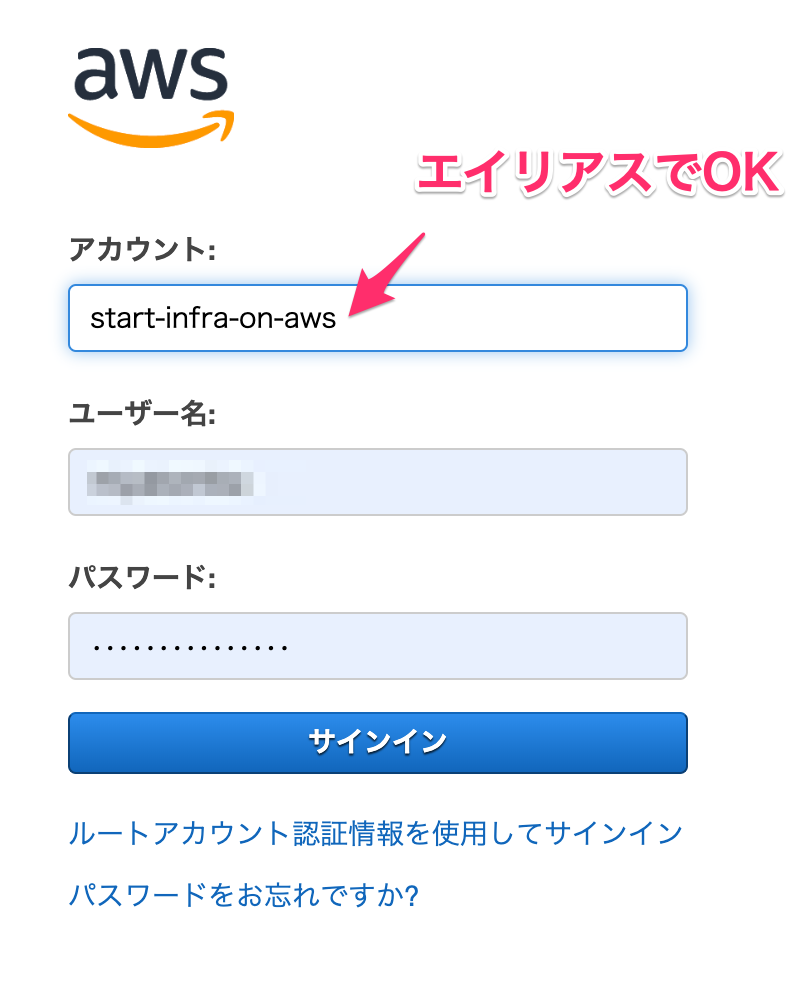 aws
エイリアスでOK
アカウント:
start-infra-on-aws
ユーザー名:
パスワード:
サインイン
ルートアカウント認証情報を使用してサインイン
パスワードをお忘れですか?